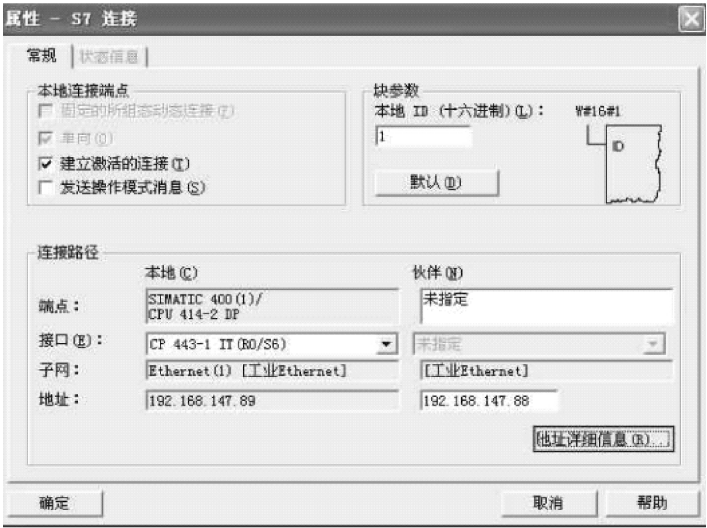 属性 - S7 连接
常规 状态信息
本地连接端点
固定的所组态动态连接(F)
单向(O)
建立激活的连接(T)
发送操作模式消息(S)
块参数
本地 ID (十六进制)(L): W#16#1
1
ID
默认(D)
连接路径
本地(C) 伙伴(N)
端点: SIMATIC 400(1)/
CPU 414-2 DP
未指定
接口(E): CP 443-1 IT(R0/S6) 未指定
子网: Ethernet(1) [工业Ethernet] [工业Ethernet]
地址: 192.168.147.89 192.168.147.88
地址详细信息(R)...
确定 取消 帮助